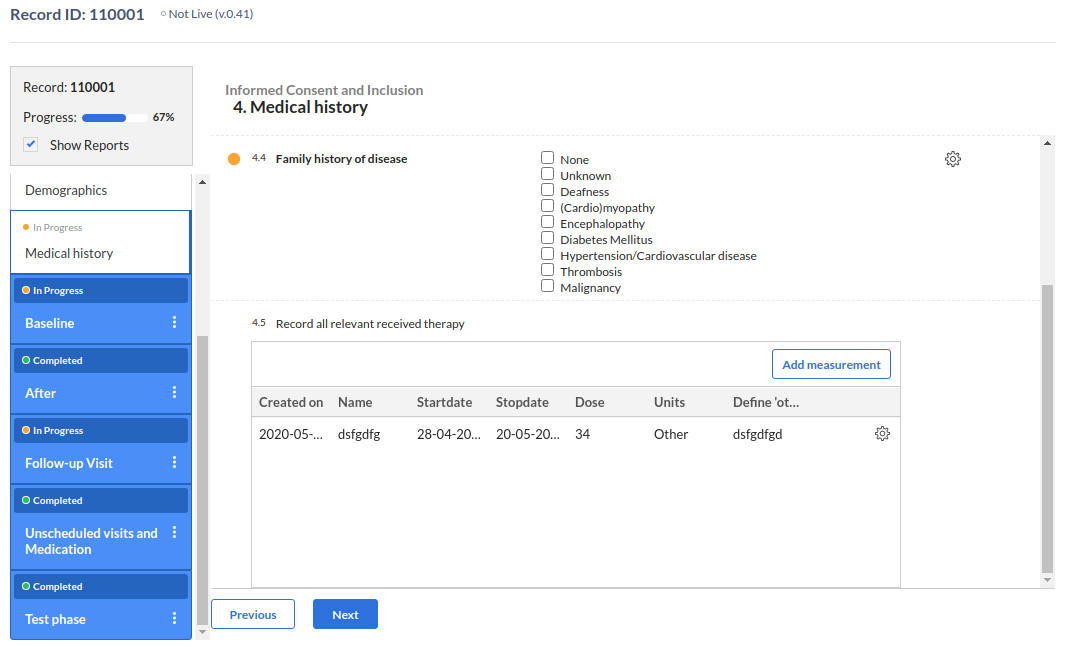 Record ID: 110001 Not Live (v.0.41)
Record: 110001
Progress: 67%
Show Reports
Demographics
In Progress
Medical history
In Progress
Baseline
Completed
After
In Progress
Follow-up Visit
Completed
Unscheduled visits and
Medication
Completed
Test phase
Informed Consent and Inclusion
4. Medical history
4.4 Family history of disease
None
Unknown
Deafness
(Cardio)myopathy
Encephalopathy
Diabetes Mellitus
Hypertension/Cardiovascular disease
Thrombosis
Malignancy
4.5 Record all relevant received therapy
Add measurement
Created on Name Startdate Stopdate Dose Units Define 'ot...
2020-05-... dsfgdfg 28-04-20... 20-05-20... 34 Other dsfgdfgd
Previous Next